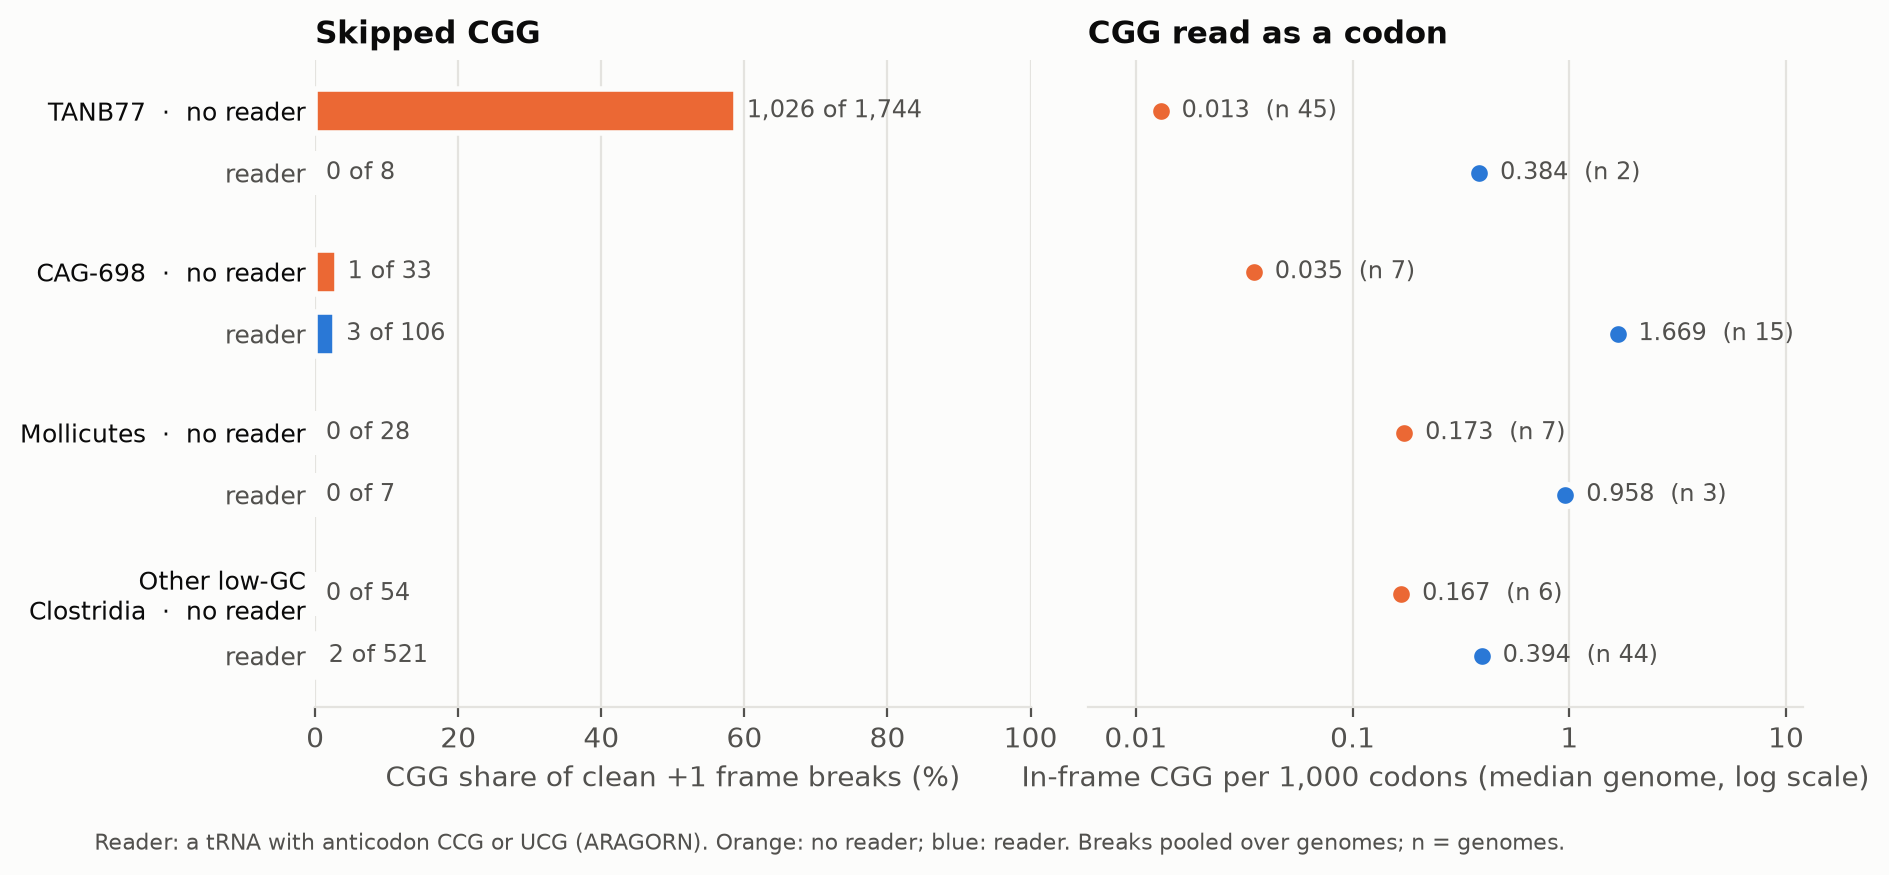 Skipped CGG
CGG read as a codon
TANB77 · no reader
1,026 of 1,744
0.013 (n 45)
reader
0 of 8
0.384 (n 2)
CAG-698 · no reader
1 of 33
0.035 (n 7)
reader
3 of 106
1.669 (n 15)
Mollicutes · no reader
0 of 28
0.173 (n 7)
reader
0 of 7
0.958 (n 3)
Other low-GC
Clostridia · no reader
0 of 54
0.167 (n 6)
reader
2 of 521
0.394 (n 44)
0 20 40 60 80 100
0.01 0.1 1 10
CGG share of clean +1 frame breaks (%)
In-frame CGG per 1,000 codons (median genome, log scale)
Reader: a tRNA with anticodon CCG or UCG (ARAGORN). Orange: no reader; blue: reader. Breaks pooled over genomes; n = genomes.